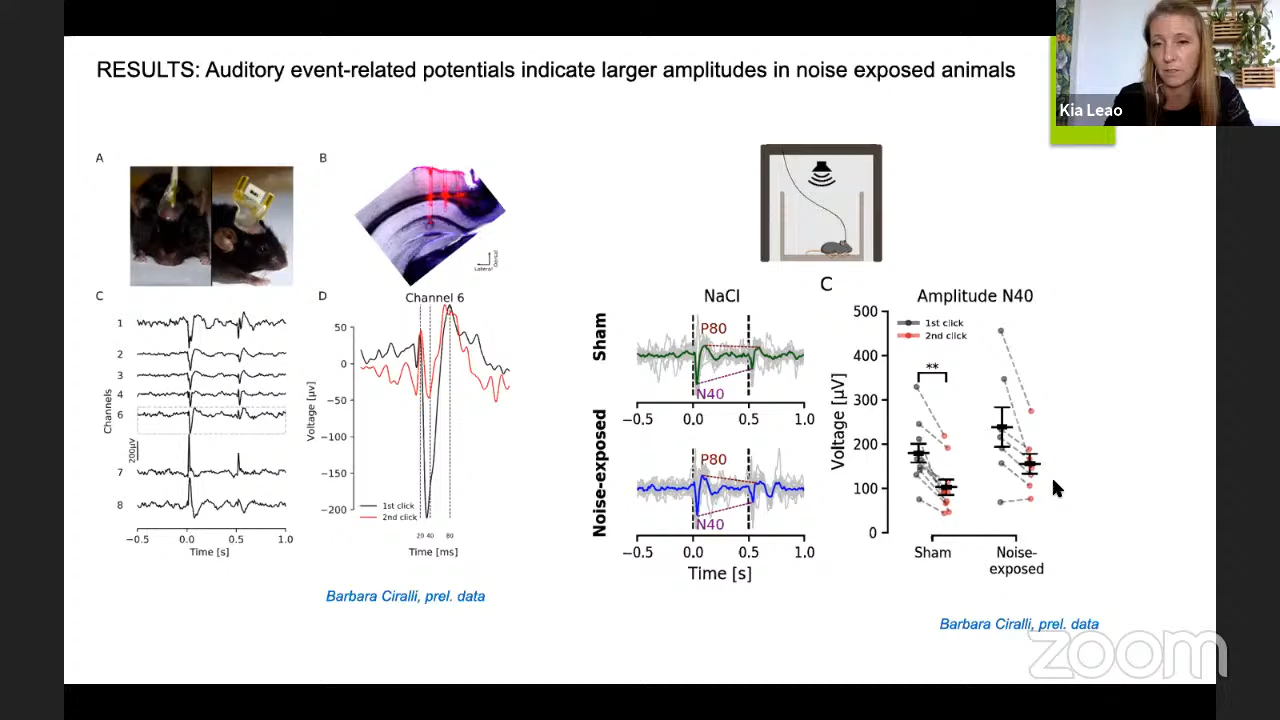 RESULTS: Auditory event-related potentials indicate larger amplitudes in noise exposed animals
Kia Leao
A
B
Lateral
Dorsal
C
1
2
3
4
6
7
8
Channels
200μV
−0.5
0.0
0.5
1.0
Time [s]
D
Channel 6
50
0
−50
−100
−150
−200
Voltage [μv]
1st click
2nd click
20 40 80
Time [ms]
Barbara Ciralli, prel. data
NaCl
Sham
P80
N40
−0.5 0.0 0.5 1.0
Noise-exposed
P80
N40
−0.5 0.0 0.5 1.0
Time [s]
C
Amplitude N40
500
400
300
200
100
0
Voltage [μV]
1st click
2nd click
**
Sham
Noise-
exposed
Barbara Ciralli, prel. data
zoom